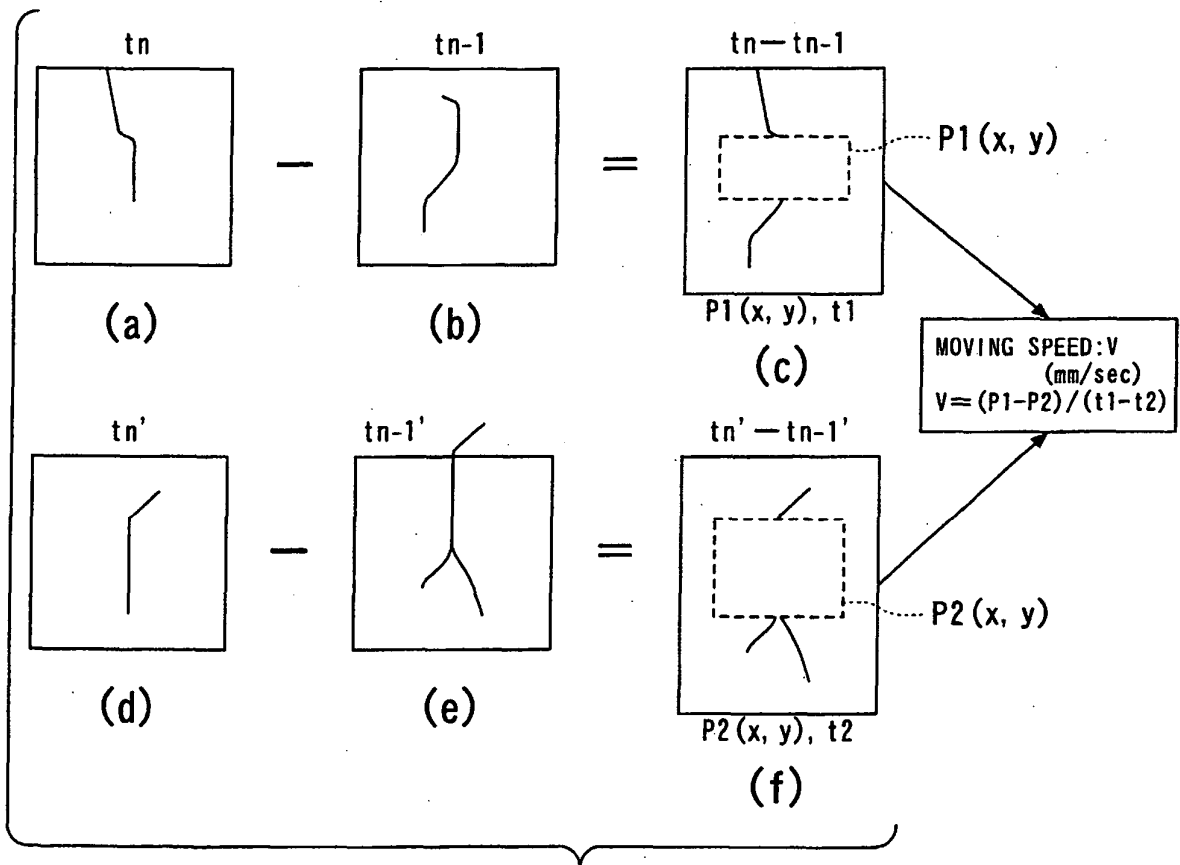 tn
tn-1
tn—tn-1
P1(x, y)
−
=
(a)
(b)
P1(x, y), t1
(c)
MOVING SPEED:V
(mm/sec)
V=(P1-P2)/(t1-t2)
tn'
tn-1'
tn'—tn-1'
−
=
P2(x, y)
(d)
(e)
P2(x, y), t2
(f)